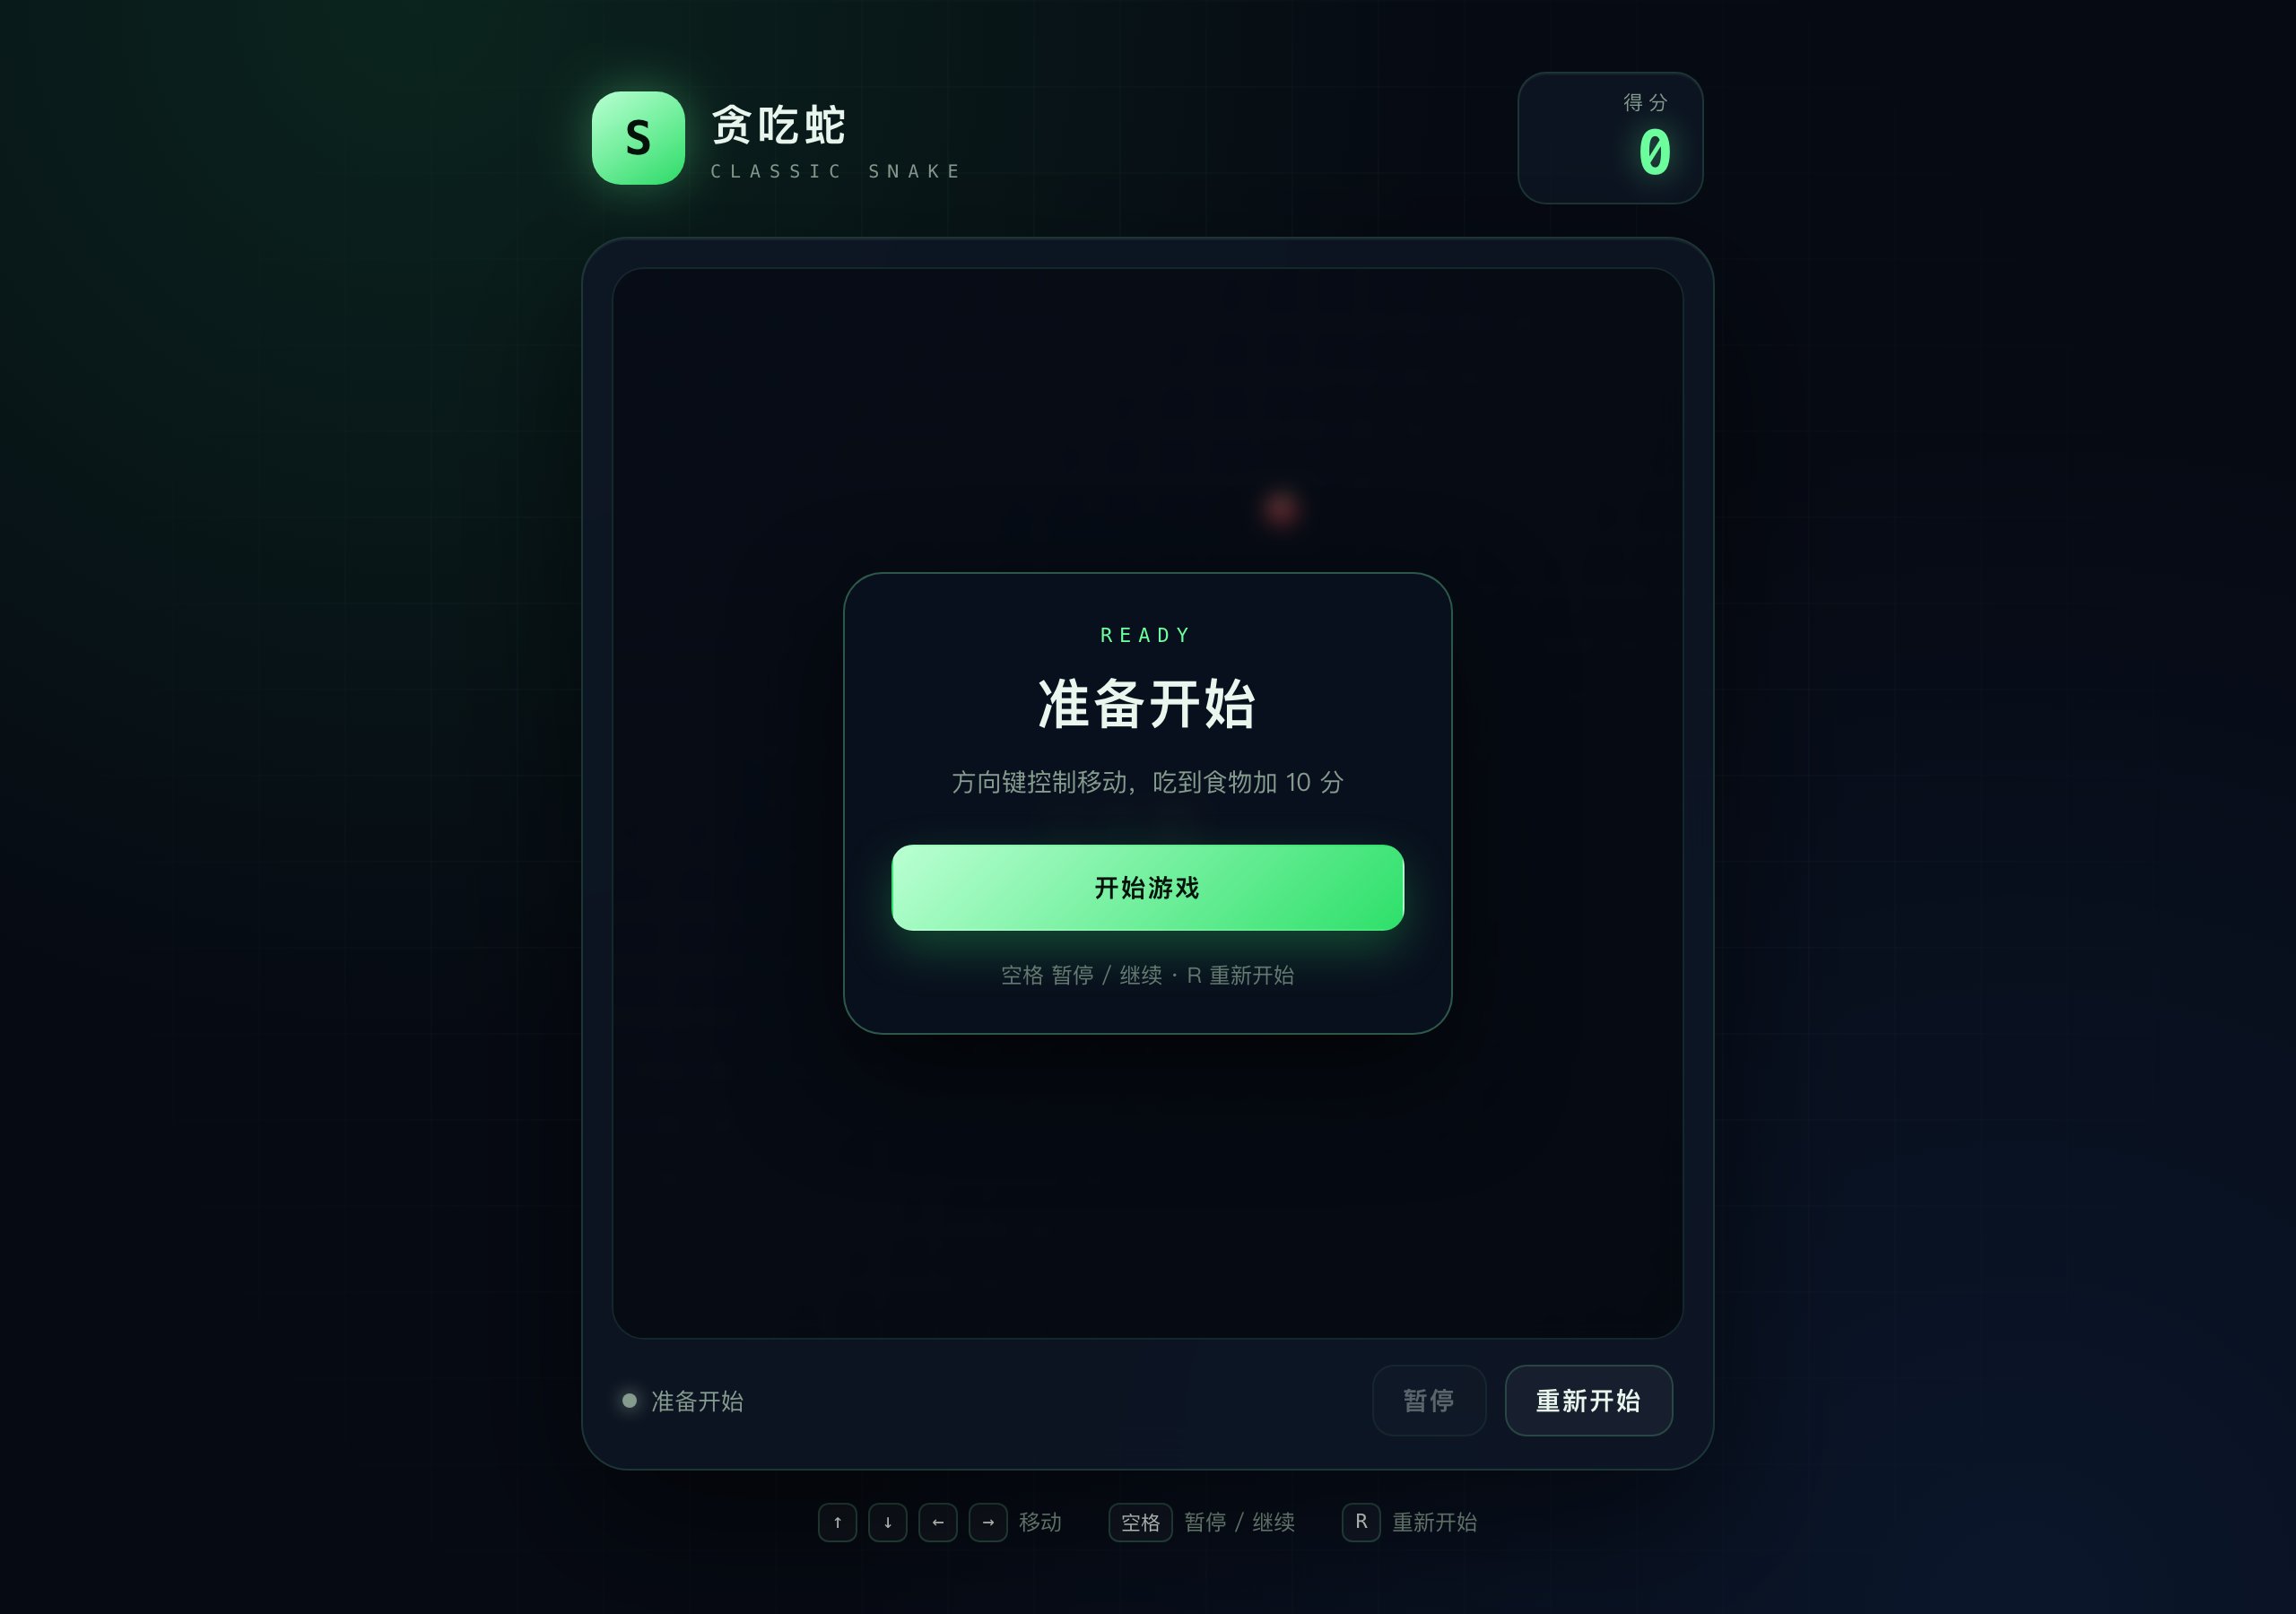 S
贪吃蛇
CLASSIC SNAKE
得分
0
READY
准备开始
方向键控制移动，吃到食物加 10 分
开始游戏
空格 暂停 / 继续 · R 重新开始
准备开始
暂停
重新开始
↑ ↓ ← → 移动 空格 暂停 / 继续 R 重新开始